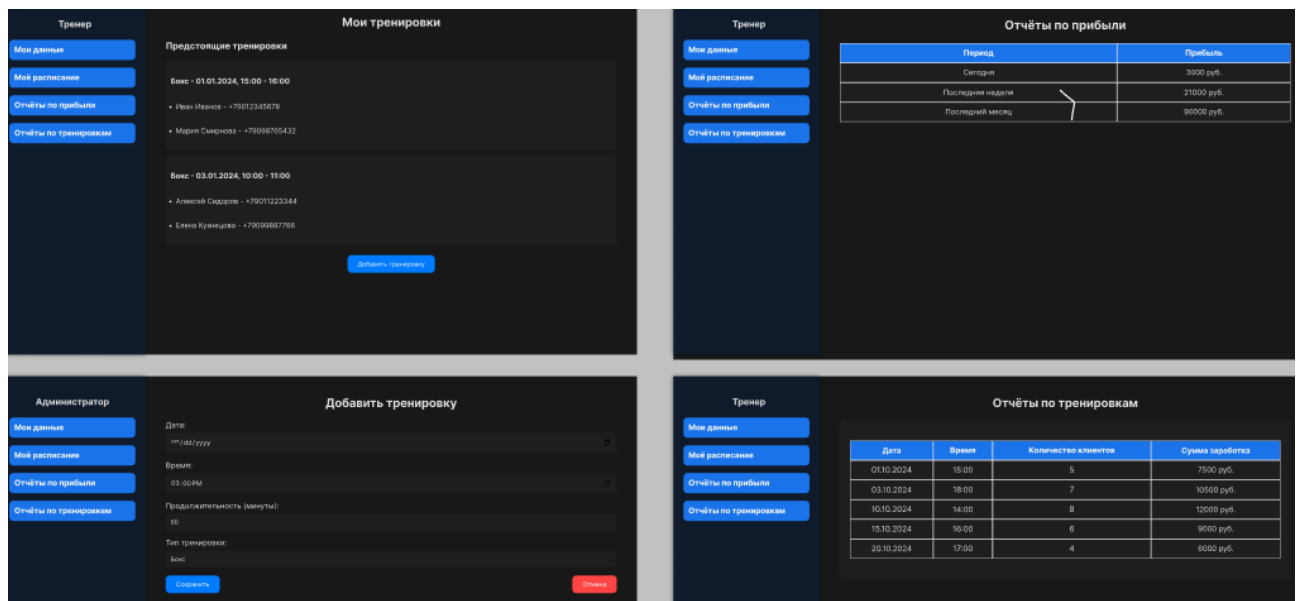 Тренер
Мои данные
Моё расписание
Отчёты по прибыли
Отчёты по тренировкам
Мои тренировки
Предстоящие тренировки
Бокс - 01.01.2024, 15:00 - 16:00
• Иван Иванов - +79012345678
• Мария Смирнова - +79098765432
Бокс - 03.01.2024, 10:00 - 11:00
• Алексей Сидоров - +79011223344
• Елена Кузнецова - +79099887766
Добавить тренировку
Тренер
Мои данные
Моё расписание
Отчёты по прибыли
Отчёты по тренировкам
Отчёты по прибыли
Период Прибыль
Сегодня 3000 руб.
Последняя неделя 21000 руб.
Последний месяц 90000 руб.
Администратор
Мои данные
Моё расписание
Отчёты по прибыли
Отчёты по тренировкам
Добавить тренировку
Дата:
mm/dd/yyyy
Время:
03:00 PM
Продолжительность (минуты):
60
Тип тренировки:
Бокс
Сохранить Отмена
Тренер
Мои данные
Моё расписание
Отчёты по прибыли
Отчёты по тренировкам
Отчёты по тренировкам
Дата Время Количество клиентов Сумма заработка
01.10.2024 15:00 5 7500 руб.
03.10.2024 18:00 7 10500 руб.
10.10.2024 14:00 8 12000 руб.
15.10.2024 16:00 6 9000 руб.
20.10.2024 17:00 4 6000 руб.